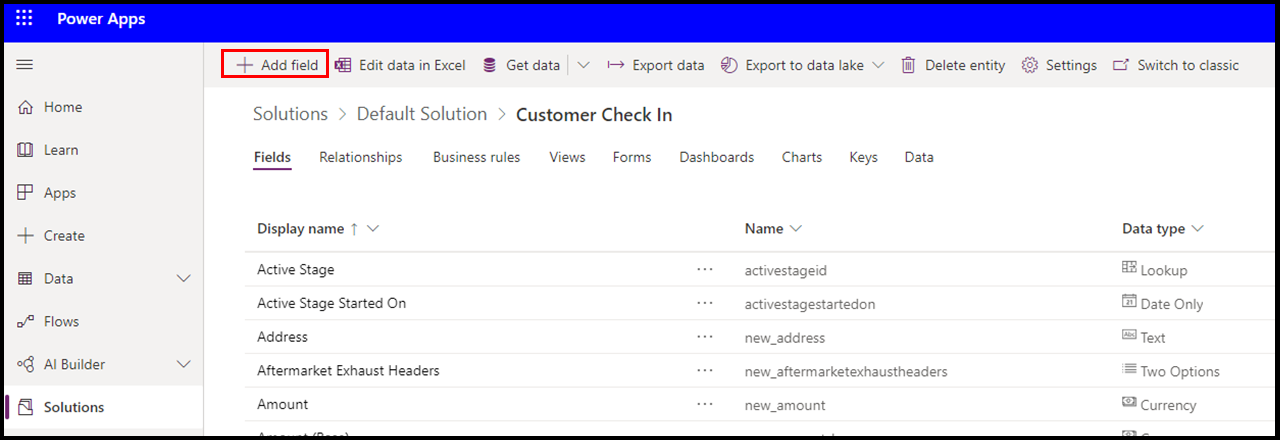 Power Apps
Add field Edit data in Excel Get data Export data Export to data lake Delete entity Settings Switch to classic
Home
Learn
Apps
Create
Data
Flows
AI Builder
Solutions
Solutions > Default Solution > Customer Check In
Fields Relationships Business rules Views Forms Dashboards Charts Keys Data
Display name ↑ Name Data type
Active Stage ··· activestageid Lookup
Active Stage Started On ··· activestagestartedon 21 Date Only
Address ··· new_address Abc Text
Aftermarket Exhaust Headers ··· new_aftermarketexhaustheaders Two Options
Amount ··· new_amount Currency